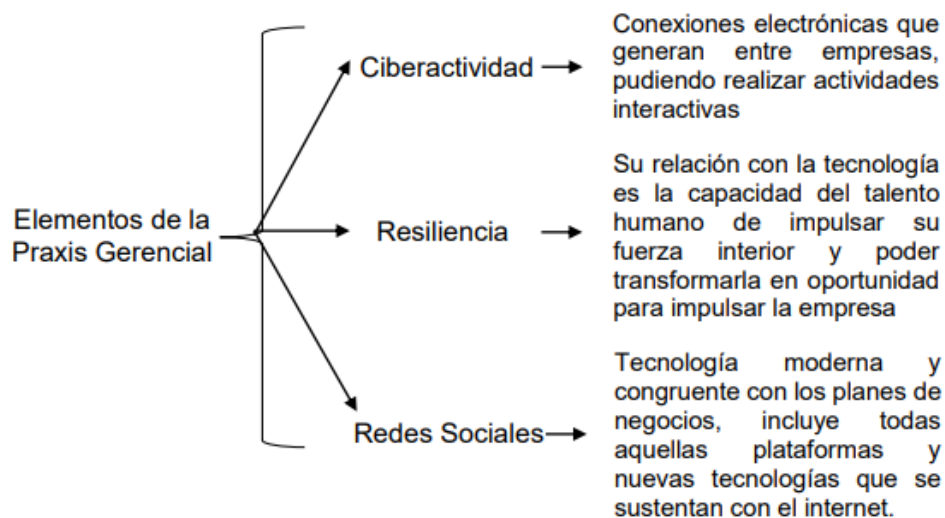 Elementos de la
Praxis Gerencial
Ciberactividad
Conexiones electrónicas que
generan entre empresas,
pudiendo realizar actividades
interactivas
Resiliencia
Su relación con la tecnología
es la capacidad del talento
humano de impulsar su
fuerza interior y poder
transformarla en oportunidad
para impulsar la empresa
Redes Sociales
Tecnología moderna y
congruente con los planes de
negocios, incluye todas
aquellas plataformas y
nuevas tecnologías que se
sustentan con el internet.